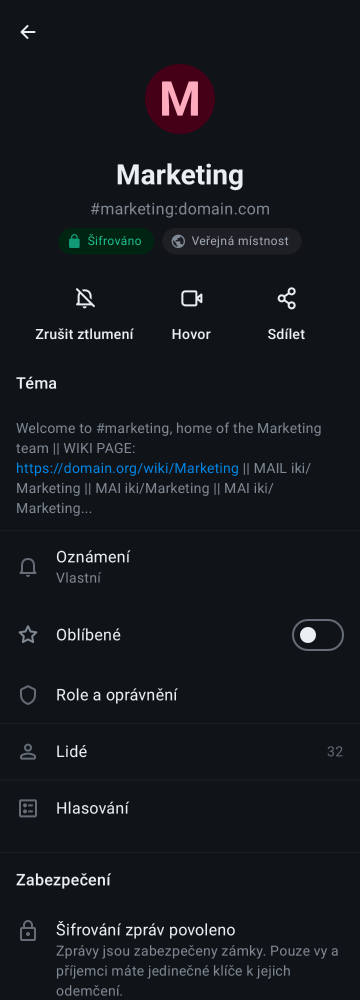 M
Marketing
#marketing:domain.com
Šifrováno
Veřejná místnost
Zrušit ztlumení
Hovor
Sdílet
Téma
Welcome to #marketing, home of the Marketing
team || WIKI PAGE:
https://domain.org/wiki/Marketing || MAIL iki/
Marketing || MAI iki/Marketing || MAI iki/
Marketing...
Oznámení
Vlastní
Oblíbené
Role a oprávnění
Lidé 32
Hlasování
Zabezpečení
Šifrování zpráv povoleno
Zprávy jsou zabezpečeny zámky. Pouze vy a
příjemci máte jedinečné klíče k jejich
odemčení.